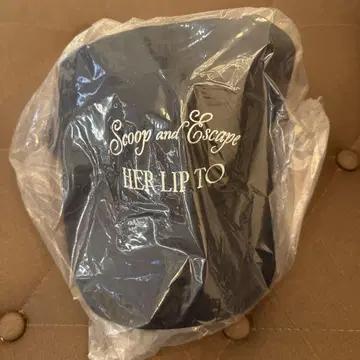 Scoop and Escape
HER LIP TO